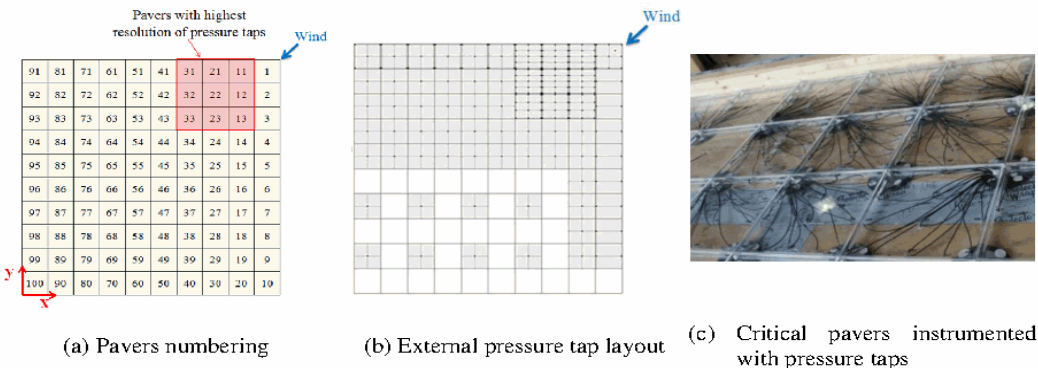 Pavers with highest
resolution of pressure taps
Wind
91 81 71 61 51 41 31 21 11 1
92 82 72 62 52 42 32 22 12 2
93 83 73 63 53 43 33 23 13 3
94 84 74 64 54 44 34 24 14 4
95 85 75 65 55 45 35 25 15 5
96 86 76 66 56 46 36 26 16 6
97 87 77 67 57 47 37 27 17 7
98 88 78 68 58 48 38 28 18 8
99 89 79 69 59 49 39 29 19 9
100 90 80 70 60 50 40 30 20 10
y
x
(a) Pavers numbering
Wind
(b) External pressure tap layout
(c) Critical pavers instrumented
with pressure taps